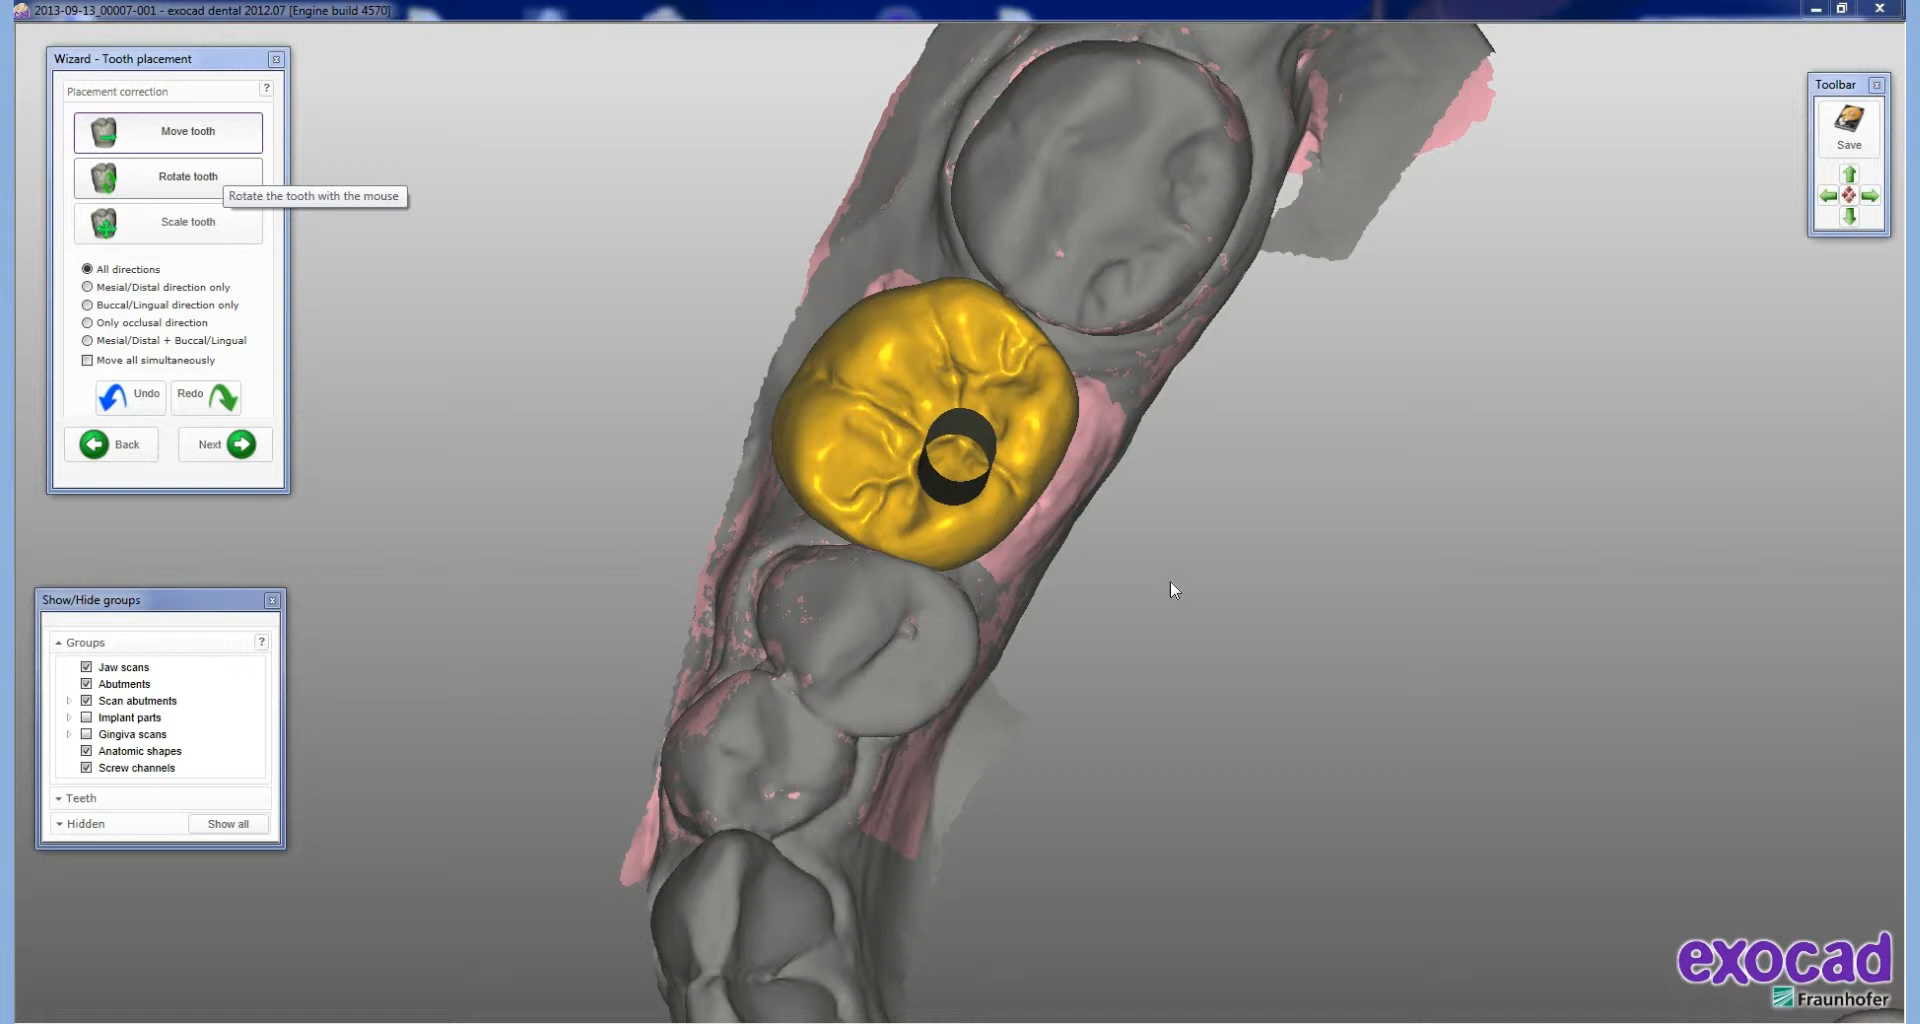 2013-09-13_00007-001 - exocad dental 2012.07 [Engine build 4570]
Wizard - Tooth placement
Placement correction
?
Move tooth
Rotate tooth
Rotate the tooth with the mouse
Scale tooth
All directions
Mesial/Distal direction only
Buccal/Lingual direction only
Only occlusal direction
Mesial/Distal + Buccal/Lingual
Move all simultaneously
Undo
Redo
Back
Next
Show/Hide groups
Groups
?
Jaw scans
Abutments
Scan abutments
Implant parts
Gingiva scans
Anatomic shapes
Screw channels
Teeth
Hidden
Show all
Toolbar
Save
exocad
Fraunhofer